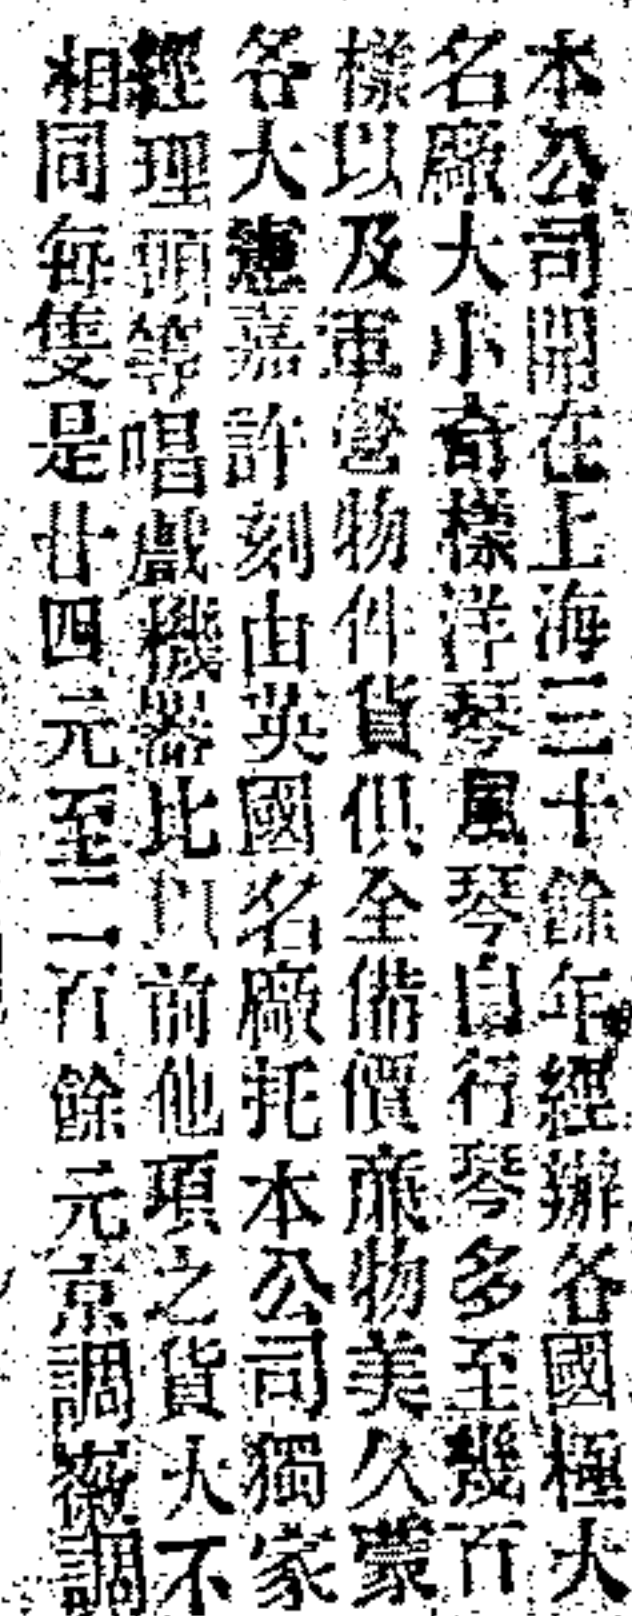 本公司開在上海三十餘年經辦各國極大
名廠大小奇樣洋琴風琴自行琴多至幾百
樣以及軍營物件貨俱全備價廉物美久蒙
各大憲嘉許刻由英國名廠托本公司獨家
經理頭等唱戲機器比以前他項之貨大不
相同每隻是廿四元至二百餘元京調徽調